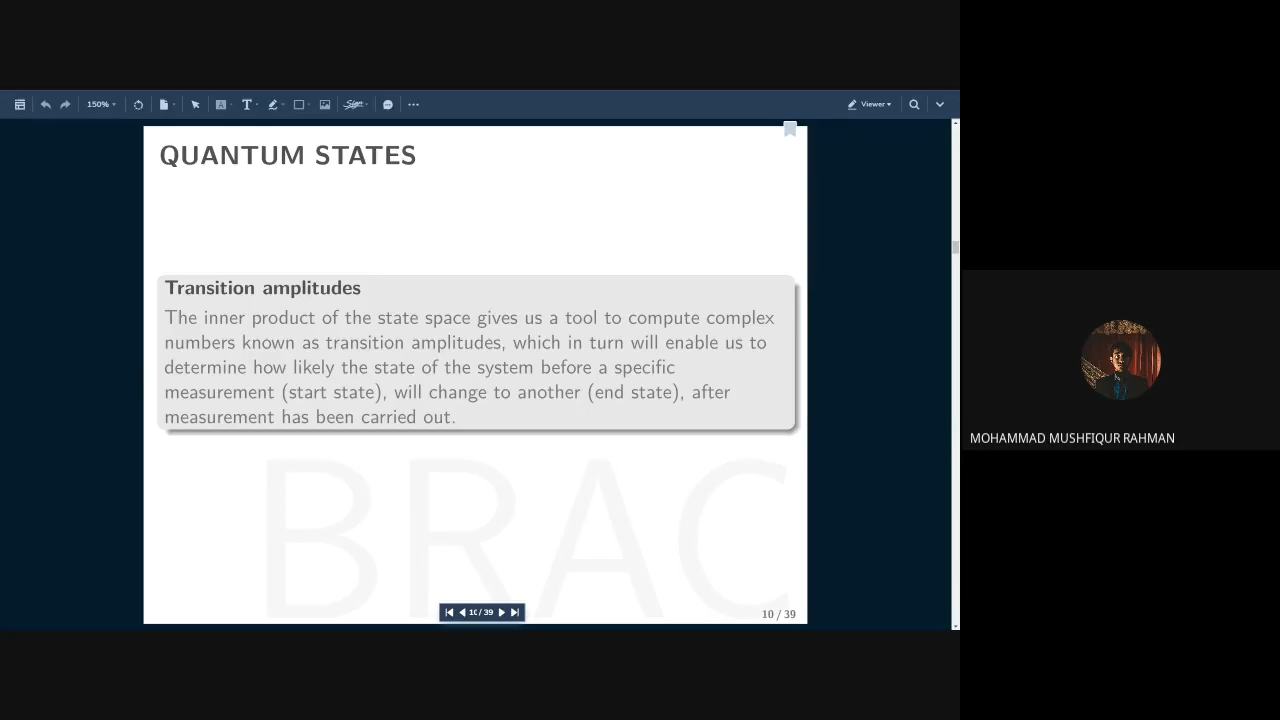 150%
T
Sign
Viewer
QUANTUM STATES
Transition amplitudes
The inner product of the state space gives us a tool to compute complex
numbers known as transition amplitudes, which in turn will enable us to
determine how likely the state of the system before a specific
measurement (start state), will change to another (end state), after
measurement has been carried out.
BRAC
10 / 39
10 / 39
MOHAMMAD MUSHFIQUR RAHMAN